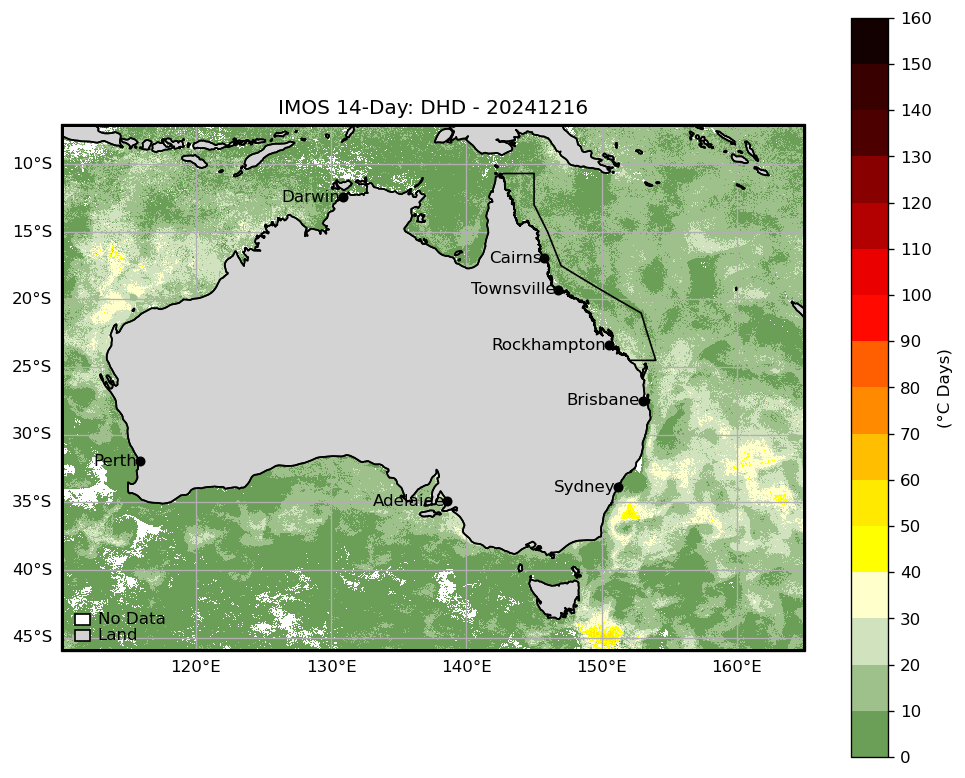 IMOS 14-Day: DHD - 20241216
10°S
15°S
20°S
25°S
30°S
35°S
40°S
45°S
120°E
130°E
140°E
150°E
160°E
Darwin
Cairns
Townsville
Rockhampton
Brisbane
Perth
Sydney
Adelaide
No Data
Land
160
150
140
130
120
110
100
90
80
70
60
50
40
30
20
10
0
(°C Days)